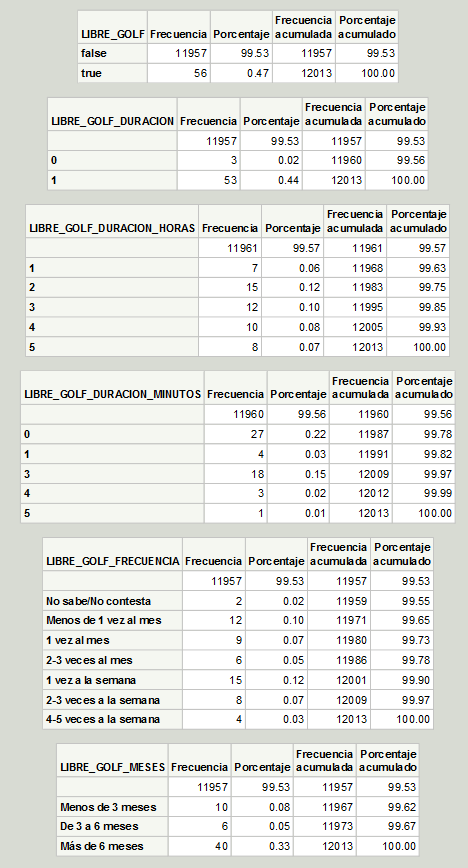 LIBRE_GOLF Frecuencia Porcentaje Frecuencia acumulada Porcentaje acumulado
false 11957 99.53 11957 99.53
true 56 0.47 12013 100.00
LIBRE_GOLF_DURACION Frecuencia Porcentaje Frecuencia acumulada Porcentaje acumulado
11957 99.53 11957 99.53
0 3 0.02 11960 99.56
1 53 0.44 12013 100.00
LIBRE_GOLF_DURACION_HORAS Frecuencia Porcentaje Frecuencia acumulada Porcentaje acumulado
11961 99.57 11961 99.57
1 7 0.06 11968 99.63
2 15 0.12 11983 99.75
3 12 0.10 11995 99.85
4 10 0.08 12005 99.93
5 8 0.07 12013 100.00
LIBRE_GOLF_DURACION_MINUTOS Frecuencia Porcentaje Frecuencia acumulada Porcentaje acumulado
11960 99.56 11960 99.56
0 27 0.22 11987 99.78
1 4 0.03 11991 99.82
3 18 0.15 12009 99.97
4 3 0.02 12012 99.99
5 1 0.01 12013 100.00
LIBRE_GOLF_FRECUENCIA Frecuencia Porcentaje Frecuencia acumulada Porcentaje acumulado
11957 99.53 11957 99.53
No sabe/No contesta 2 0.02 11959 99.55
Menos de 1 vez al mes 12 0.10 11971 99.65
1 vez al mes 9 0.07 11980 99.73
2-3 veces al mes 6 0.05 11986 99.78
1 vez a la semana 15 0.12 12001 99.90
2-3 veces a la semana 8 0.07 12009 99.97
4-5 veces a la semana 4 0.03 12013 100.00
LIBRE_GOLF_MESES Frecuencia Porcentaje Frecuencia acumulada Porcentaje acumulado
11957 99.53 11957 99.53
Menos de 3 meses 10 0.08 11967 99.62
De 3 a 6 meses 6 0.05 11973 99.67
Más de 6 meses 40 0.33 12013 100.00